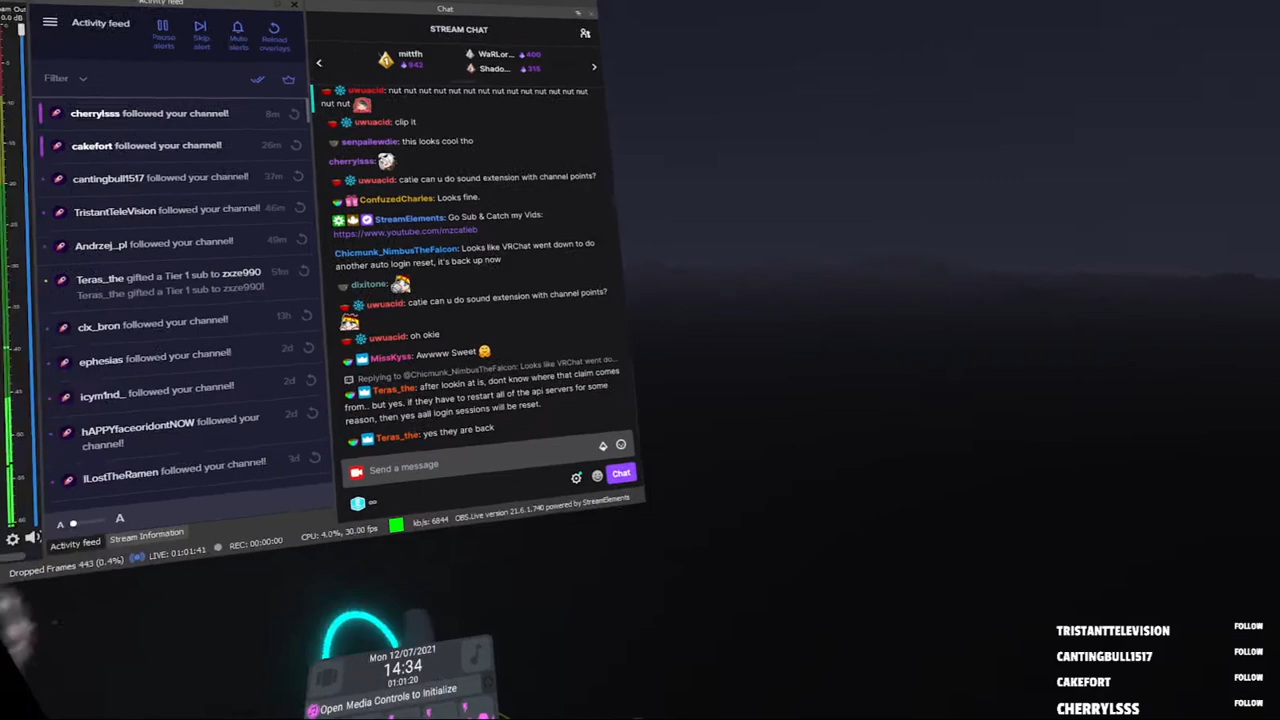 Activity feed
Chat
0.0 dB
Activity feed
Pause alerts
Skip alert
Mute alerts
Reload overlays
Filter
cherrylsss followed your channel! 8m
cakefort followed your channel! 26m
cantingbull1517 followed your channel! 37m
TristantTeleVision followed your channel! 46m
Andrzej_pl followed your channel! 49m
Teras_the gifted a Tier 1 sub to zxze990 51m
Teras_the gifted a Tier 1 sub to zxze990!
clx_bron followed your channel! 13h
ephesias followed your channel! 2d
icym1nd_ followed your channel! 2d
hAPPYfaceoridontNOW followed your 2d
channel!
ILostTheRamen followed your channel! 3d
A A
Activity feed Stream Information
STREAM CHAT
1 mittfh 942
WaRLor... 400
Shado... 315
uwuacid: nut nut nut nut nut nut nut nut nut nut nut nut nut nut
nut nut
uwuacid: clip it
senpailewdie: this looks cool tho
cherrylsss:
uwuacid: catie can u do sound extension with channel points?
ConfuzedCharles: Looks fine.
StreamElements: Go Sub & Catch my Vids:
https://www.youtube.com/mzcatieb
Chicmunk_NimbusTheFalcon: Looks like VRChat went down to do
another auto login reset, it's back up now
dixitone:
uwuacid: catie can u do sound extension with channel points?
uwuacid: oh okie
MissKyss: Awwww Sweet
Replying to @Chicmunk_NimbusTheFalcon: Looks like VRChat went do...
Teras_the: after lookin at is, dont know where that claim comes
from.. but yes. if they have to restart all of the api servers for some
reason, then yes aall login sessions will be reset.
Teras_the: yes they are back
Send a message
∞
Chat
Dropped Frames 443 (0.4%) LIVE: 01:01:41 REC: 00:00:00 CPU: 4.0%, 30.00 fps kb/s: 6844 OBS.Live version 21.6.1.740 powered by StreamElements
Mon 12/07/2021
14:34
01:01:20
Open Media Controls to Initialize
TRISTANTTELEVISION FOLLOW
CANTINGBULL1517 FOLLOW
CAKEFORT FOLLOW
CHERRYLSSS FOLLOW